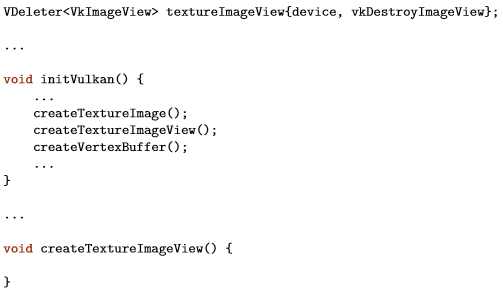 VDeleter<VkImageView> textureImageView{device, vkDestroyImageView};
...
void initVulkan() {
    ...
    createTextureImage();
    createTextureImageView();
    createVertexBuffer();
    ...
}
...
void createTextureImageView() {
}